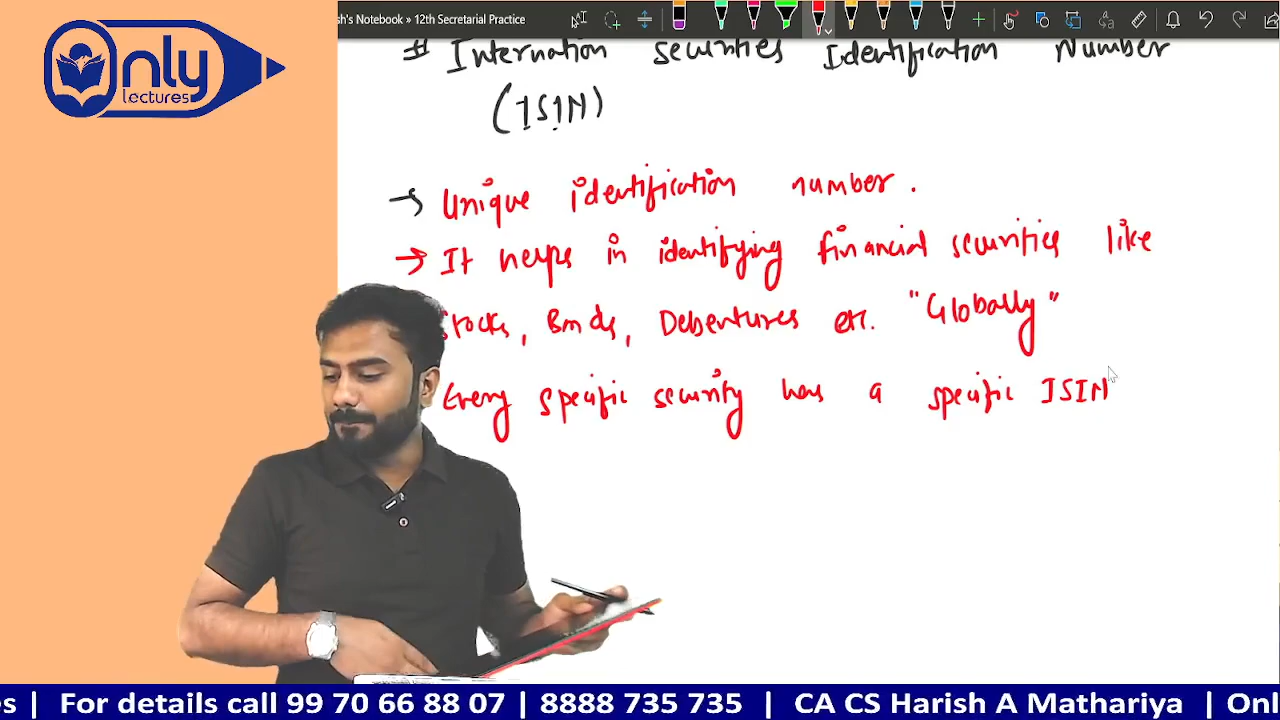 sh's Notebook » 12th Secretarial Practice
Only
lectures
# Internation Securities Identification Number
(ISIN)
→ Unique identification number.
→ It helps in identifying financial securities like
Stocks, Bonds, Debentures etc. "Globally"
Every specific security has a specific ISIN
es | For details call 99 70 66 88 07 | 8888 735 735 | CA CS Harish A Mathariya | Onl